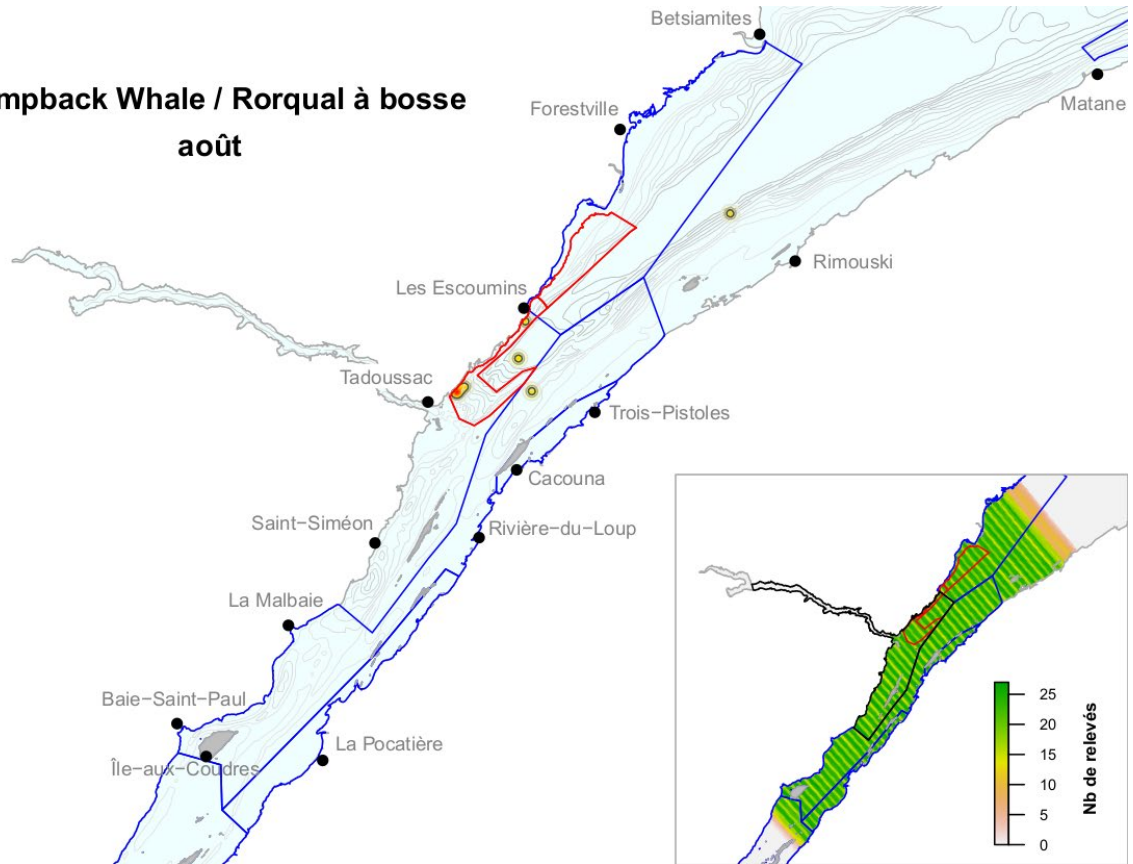 Betsiamites
mpback Whale / Rorqual à bosse
août
Forestville
Matane
Rimouski
Les Escoumins
Tadoussac
Trois−Pistoles
Cacouna
Saint−Siméon
Rivière−du−Loup
La Malbaie
Baie−Saint−Paul
La Pocatière
Île−aux−Coudres
25
20
15
10
5
0
Nb de relevés